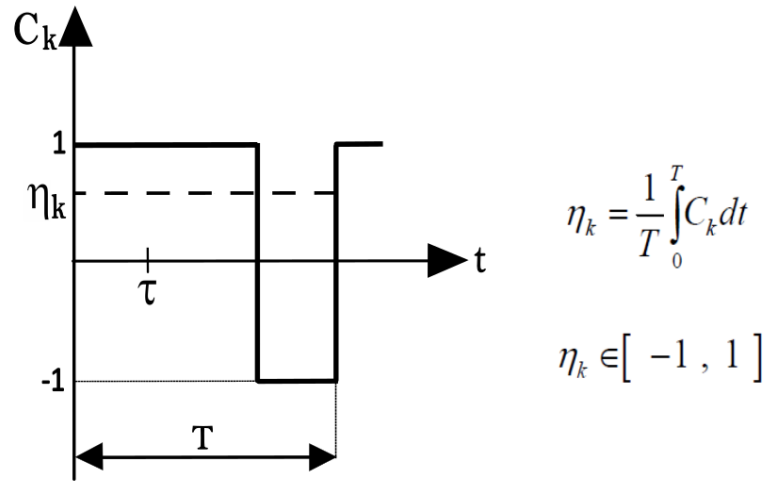 Cₖ
1
ηₖ
τ
t
-1
T
ηₖ = 1/T ∫₀ᵀ Cₖ dt
ηₖ ∈[ −1 , 1 ]